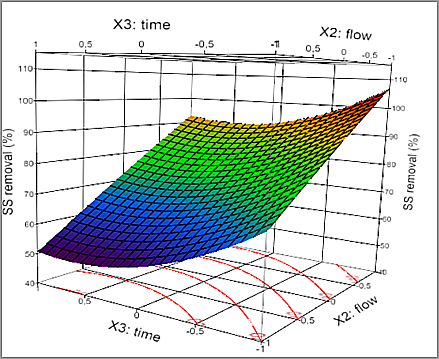 X3: time
X2: flow
1 0.5 0 -0.5 -1 1 0.5 0 -0.5 -1
110 110
100 100
90 90
80 80
70 70
60 60
50 50
40 40
SS removal (%)
SS removal (%)
1 0.5 0 -0.5 -1 1 0.5 0 -0.5 -1
X3: time
X2: flow